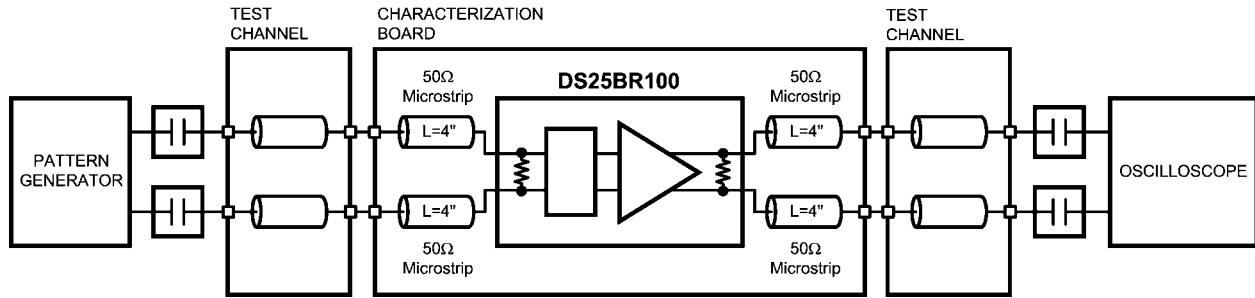 TEST
CHANNEL
CHARACTERIZATION
BOARD
TEST
CHANNEL
50Ω
Microstrip
DS25BR100
50Ω
Microstrip
L=4"
L=4"
PATTERN
GENERATOR
OSCILLOSCOPE
L=4"
L=4"
50Ω
Microstrip
50Ω
Microstrip